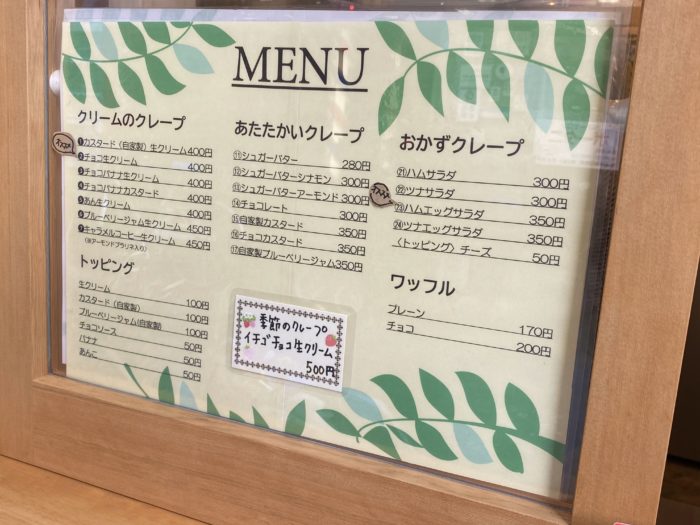 MENU
クリームのクレープ
オススメ
❶カスタード（自家製）生クリーム 400円
❷チョコ生クリーム 400円
❸チョコバナナ生クリーム 400円
❹チョコバナナカスタード 400円
❺あん生クリーム 400円
❻ブルーベリージャム生クリーム 450円
❼キャラメルコーヒー生クリーム 450円
(※アーモンドプラリネ入り)
トッピング
生クリーム 100円
カスタード（自家製） 100円
ブルーベリージャム(自家製) 100円
チョコソース 50円
バナナ 50円
あんこ 50円
あたたかいクレープ
⑪シュガーバター 280円
⑫シュガーバターシナモン 300円
⑬シュガーバターアーモンド 300円
⑭チョコレート 300円
⑮自家製カスタード 350円
⑯チョコカスタード 350円
⑰自家製ブルーベリージャム 350円
季節のクレープ
イチゴチョコ生クリーム
500円
おかずクレープ
㉑ハムサラダ 300円
㉒ツナサラダ 300円
オススメ
㉓ハムエッグサラダ 350円
㉔ツナエッグサラダ 350円
〈トッピング〉チーズ 50円
ワッフル
プレーン 170円
チョコ 200円